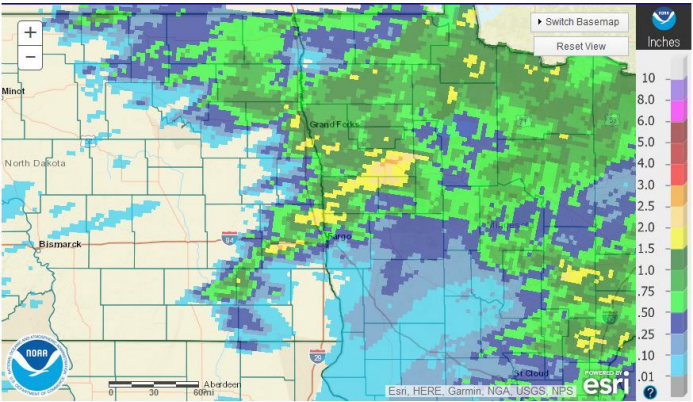 Switch Basemap
Reset View
+
−
NOAA
Inches
10
8.0
6.0
5.0
4.0
3.0
2.5
2.0
1.5
1.0
.75
.50
.25
.10
.01
Minot
Grand Forks
North Dakota
94
Fargo
Bismarck
29
NOAA
0 30 60mi
Aberdeen
St Cloud
POWERED BY
esri
Esri, HERE, Garmin, NGA, USGS, NPS
?